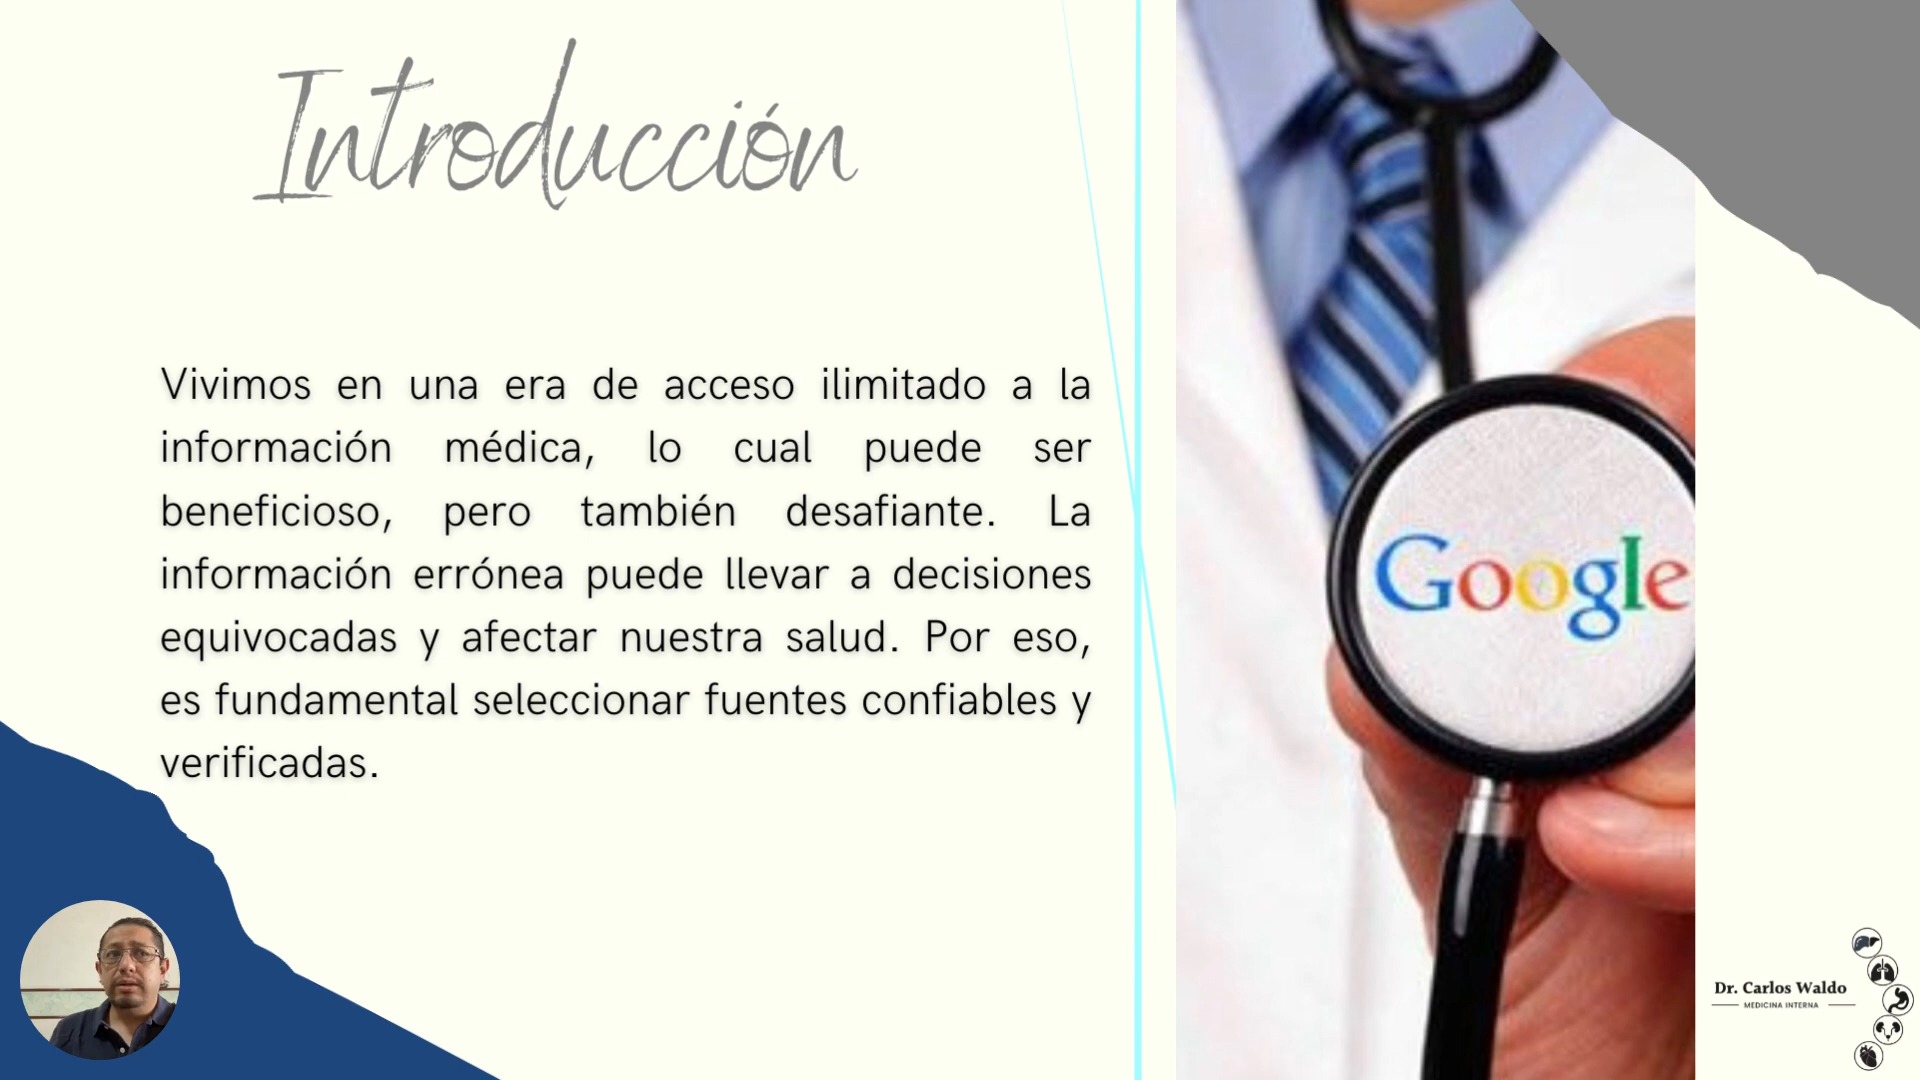 Introducción
Vivimos en una era de acceso ilimitado a la
información médica, lo cual puede ser
beneficioso, pero también desafiante. La
información errónea puede llevar a decisiones
equivocadas y afectar nuestra salud. Por eso,
es fundamental seleccionar fuentes confiables y
verificadas.
Google
Dr. Carlos Waldo
MEDICINA INTERNA